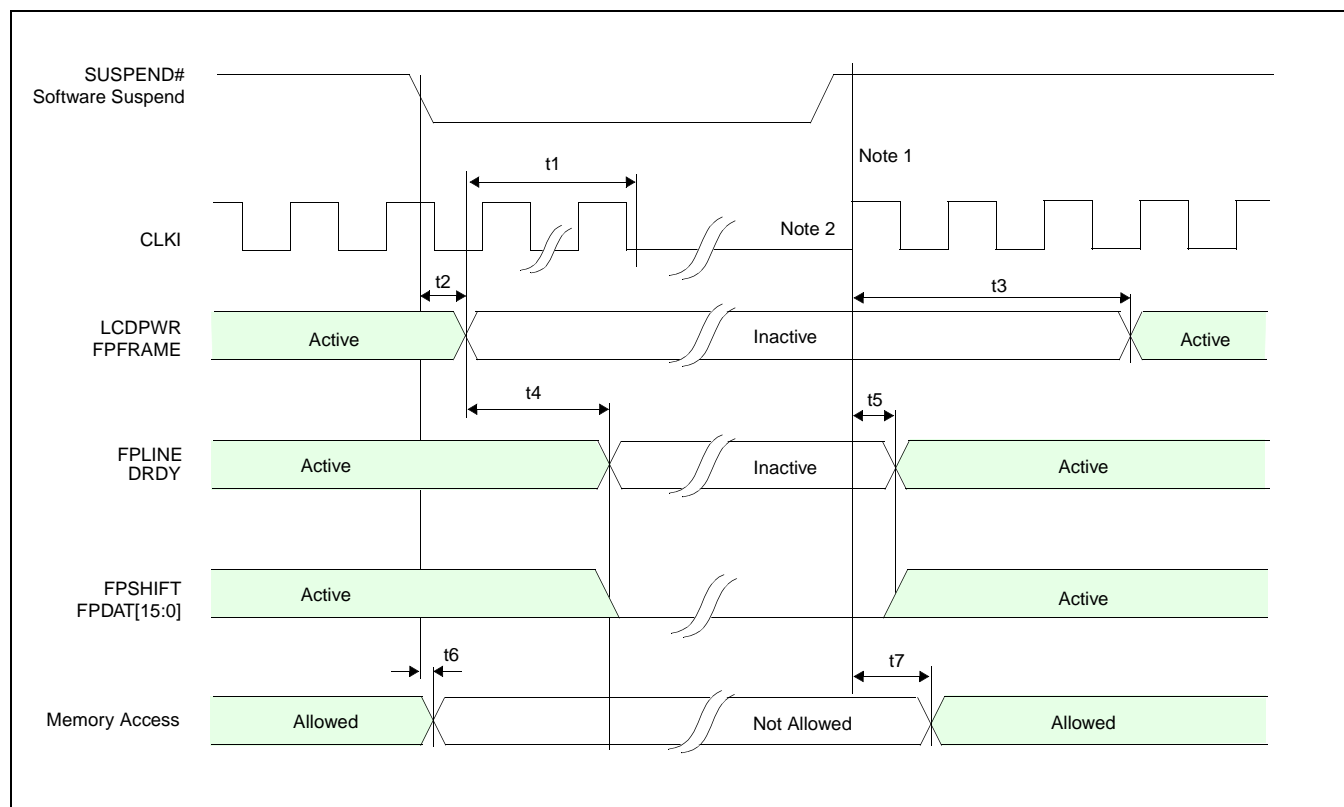 SUSPEND#
Software Suspend
Note 1
t1
CLKI
Note 2
t2
t3
LCDPWR
FPFRAME
Active
Inactive
Active
t4
t5
FPLINE
DRDY
Active
Inactive
Active
FPSHIFT
FPDAT[15:0]
Active
Active
t6
t7
Memory Access
Allowed
Not Allowed
Allowed